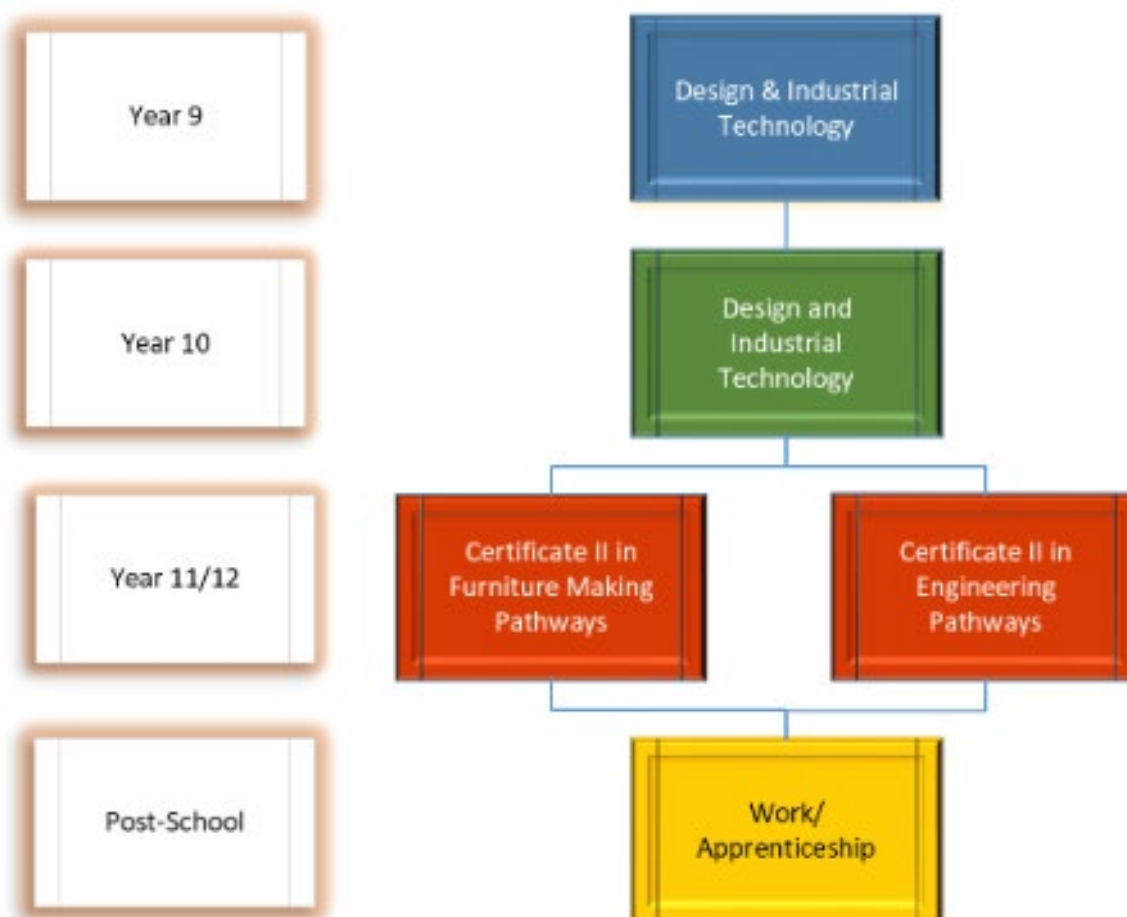 Year 9
Design & Industrial
Technology
Year 10
Design and
Industrial
Technology
Year 11/12
Certificate II in
Furniture Making
Pathways
Certificate II in
Engineering
Pathways
Post-School
Work/
Apprenticeship